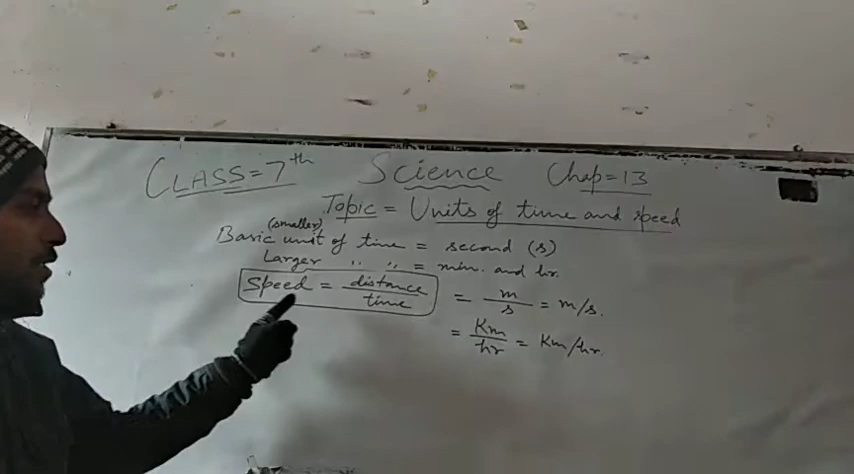 CLASS=7th Science Chap=13
Topic = Units of time and speed
(smaller)
Basic unit of time = second (s)
Larger " " = min. and hr.
Speed = distance/time = m/s = m/s.
= Km/hr = Km/hr.